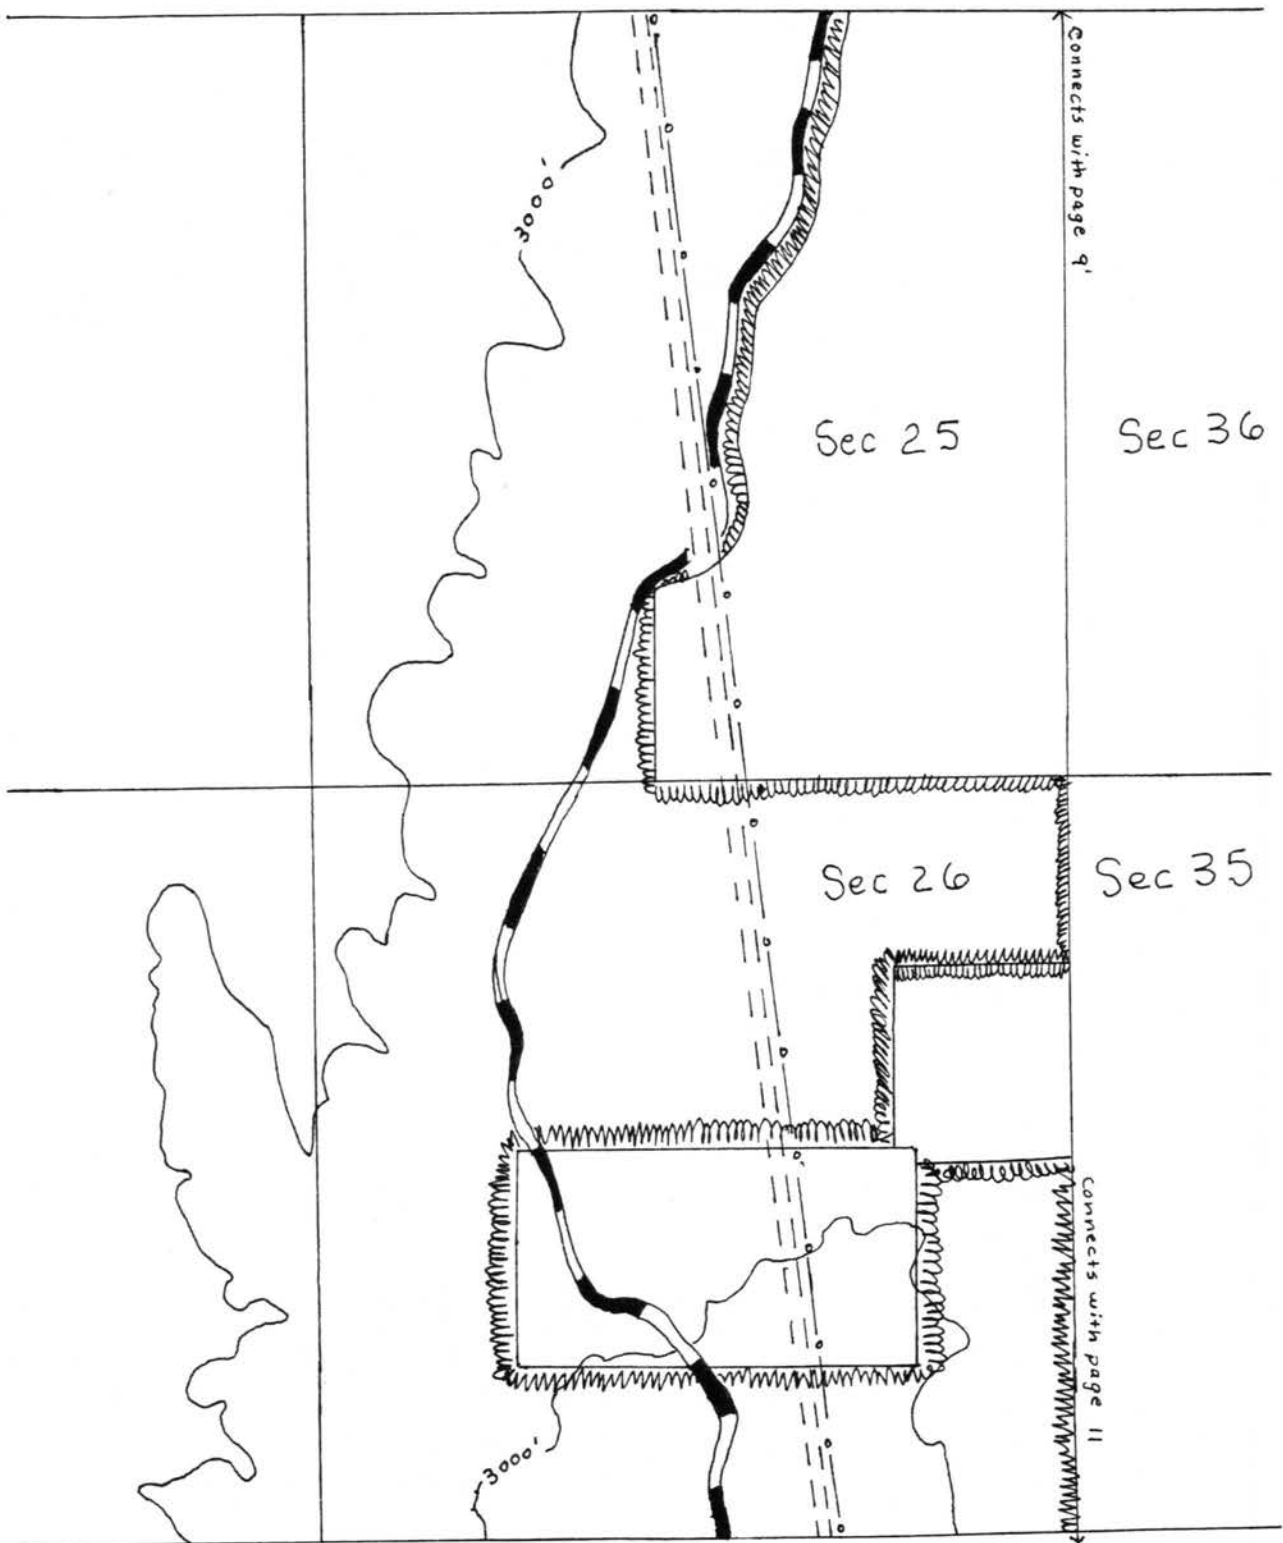 Connects with page 9'
3000'
Sec 25
Sec 36
Sec 26
Sec 35
Connects with page 11
3000'